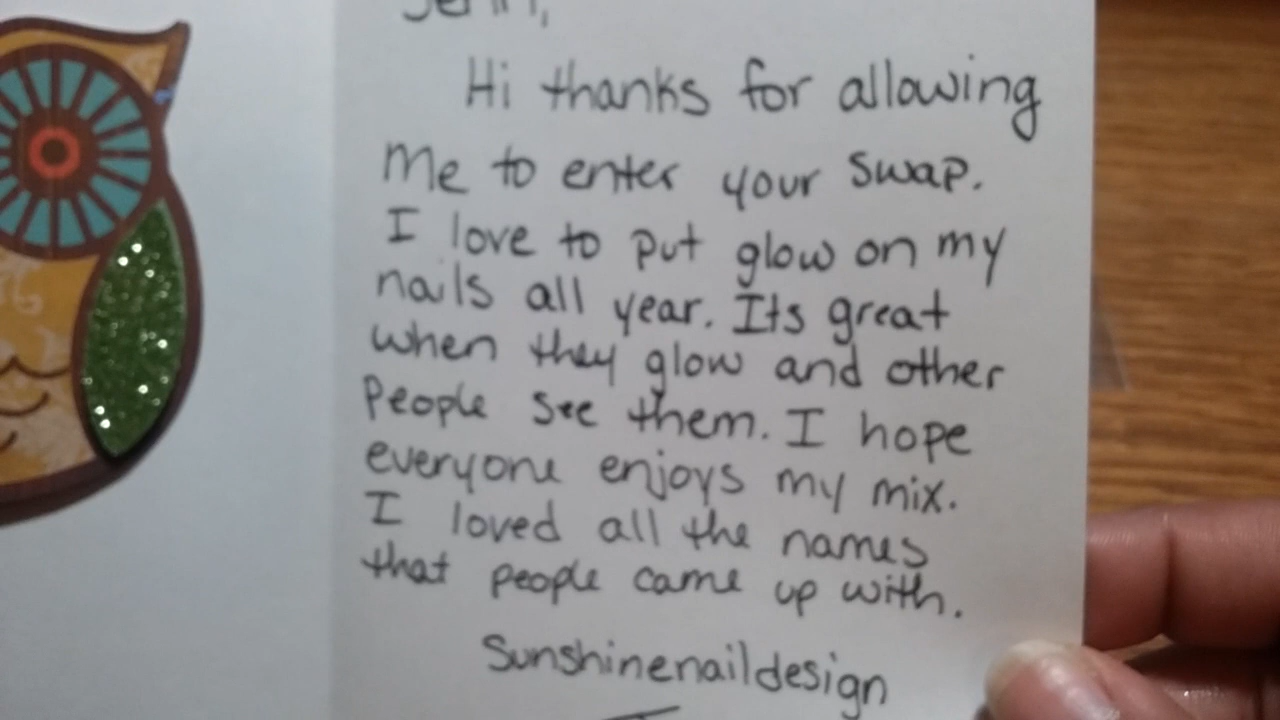 Hi thanks for allowing
Me to enter your swap.
I love to put glow on my
nails all year. Its great
when they glow and other
People see them. I hope
everyone enjoys my mix.
I loved all the names
that people came up with.
Sunshinenaildesign